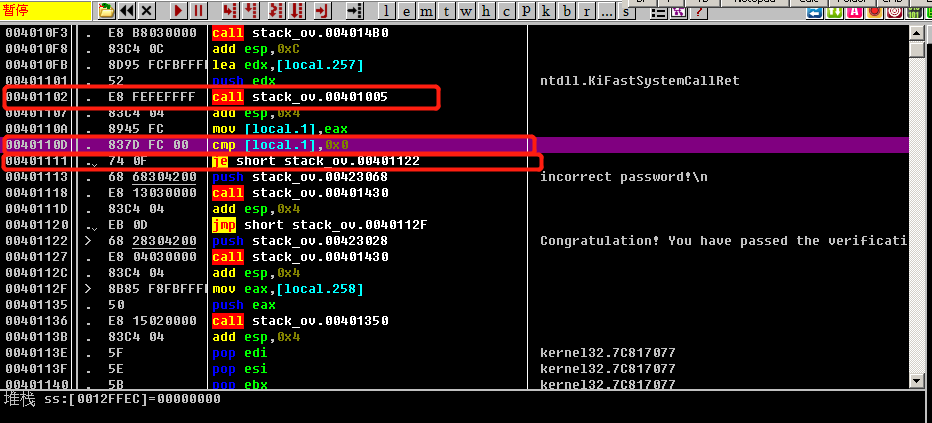 暂停
l e m t w h c p k b z r ... s
004010F3 . E8 B8030000 call stack_ov.004014B0
004010F8 . 83C4 0C add esp,0xC
004010FB . 8D95 FCFBFFFF lea edx,[local.257]
00401101 . 52 push edx ntdll.KiFastSystemCallRet
00401102 . E8 FEFEFFFF call stack_ov.00401005
00401107 . 83C4 04 add esp,0x4
0040110A . 8945 FC mov [local.1],eax
0040110D . 837D FC 00 cmp [local.1],0x0
00401111 . 74 0F je short stack_ov.00401122
00401113 . 68 68304200 push stack_ov.00423068 incorrect password!\n
00401118 . E8 13030000 call stack_ov.00401430
0040111D . 83C4 04 add esp,0x4
00401120 . EB 0D jmp short stack_ov.0040112F
00401122 > 68 28304200 push stack_ov.00423028 Congratulation! You have passed the verificati
00401127 . E8 04030000 call stack_ov.00401430
0040112C . 83C4 04 add esp,0x4
0040112F > 8B85 F8FBFFFF mov eax,[local.258]
00401135 . 50 push eax
00401136 . E8 15020000 call stack_ov.00401350
0040113B . 83C4 04 add esp,0x4
0040113E . 5F pop edi kernel32.7C817077
0040113F . 5E pop esi kernel32.7C817077
00401140 . 5B pop ebx kernel32.7C817077
堆栈 ss:[0012FFEC]=00000000